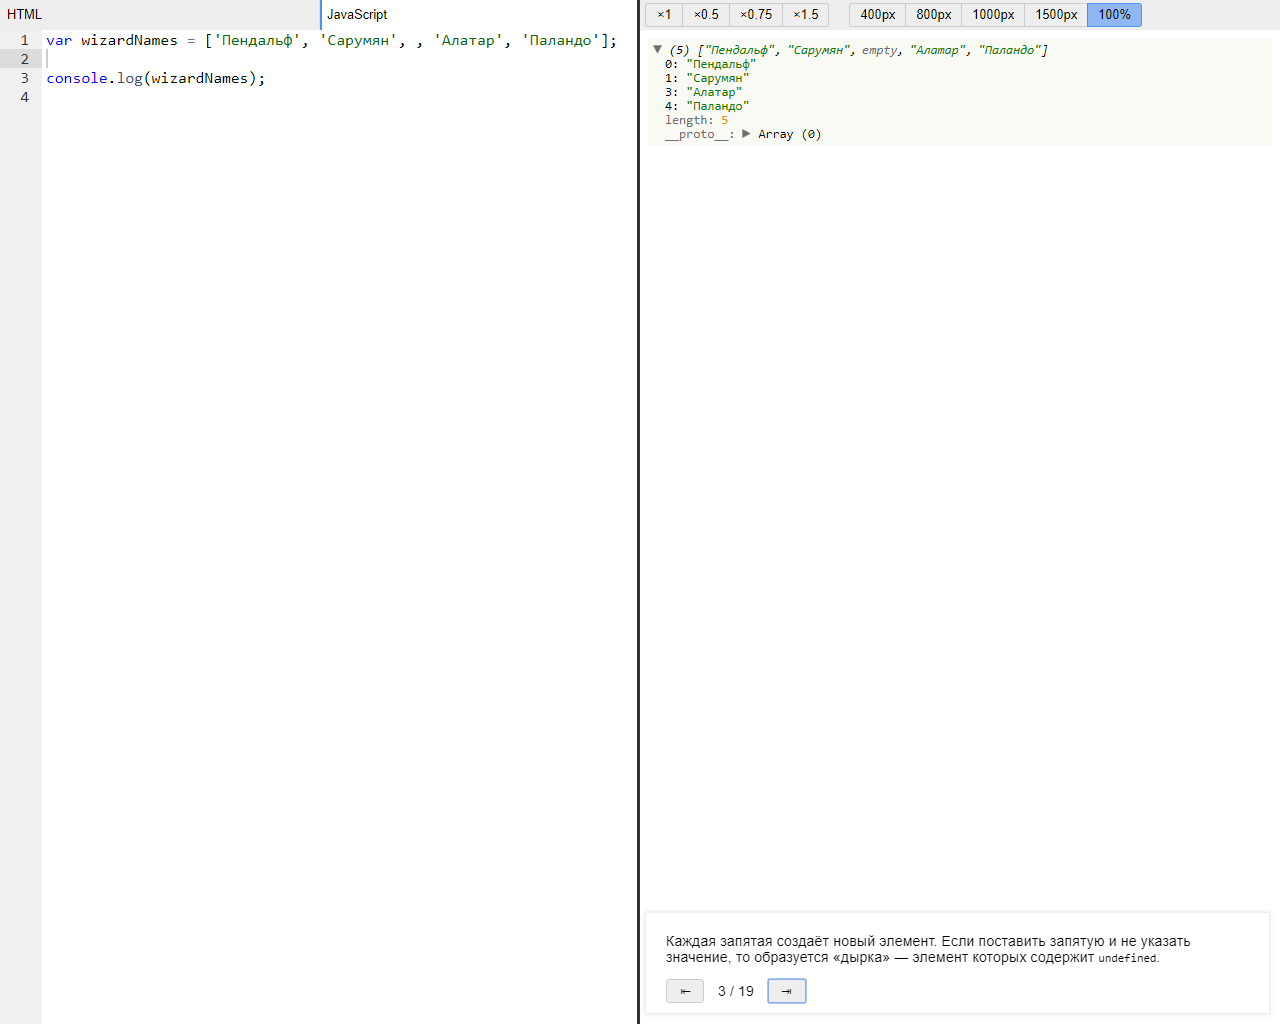 HTML
JavaScript
1 var wizardNames = ['Пендальф', 'Сарумян', , 'Алатар', 'Паландо'];
2
3 console.log(wizardNames);
4
×1 ×0.5 ×0.75 ×1.5 400px 800px 1000px 1500px 100%
▼ (5) ["Пендальф", "Сарумян", empty, "Алатар", "Паландо"]
0: "Пендальф"
1: "Сарумян"
3: "Алатар"
4: "Паландо"
length: 5
__proto__: ▶ Array (0)
Каждая запятая создаёт новый элемент. Если поставить запятую и не указать
значение, то образуется «дырка» — элемент которых содержит undefined.
⇤ 3 / 19 ⇥